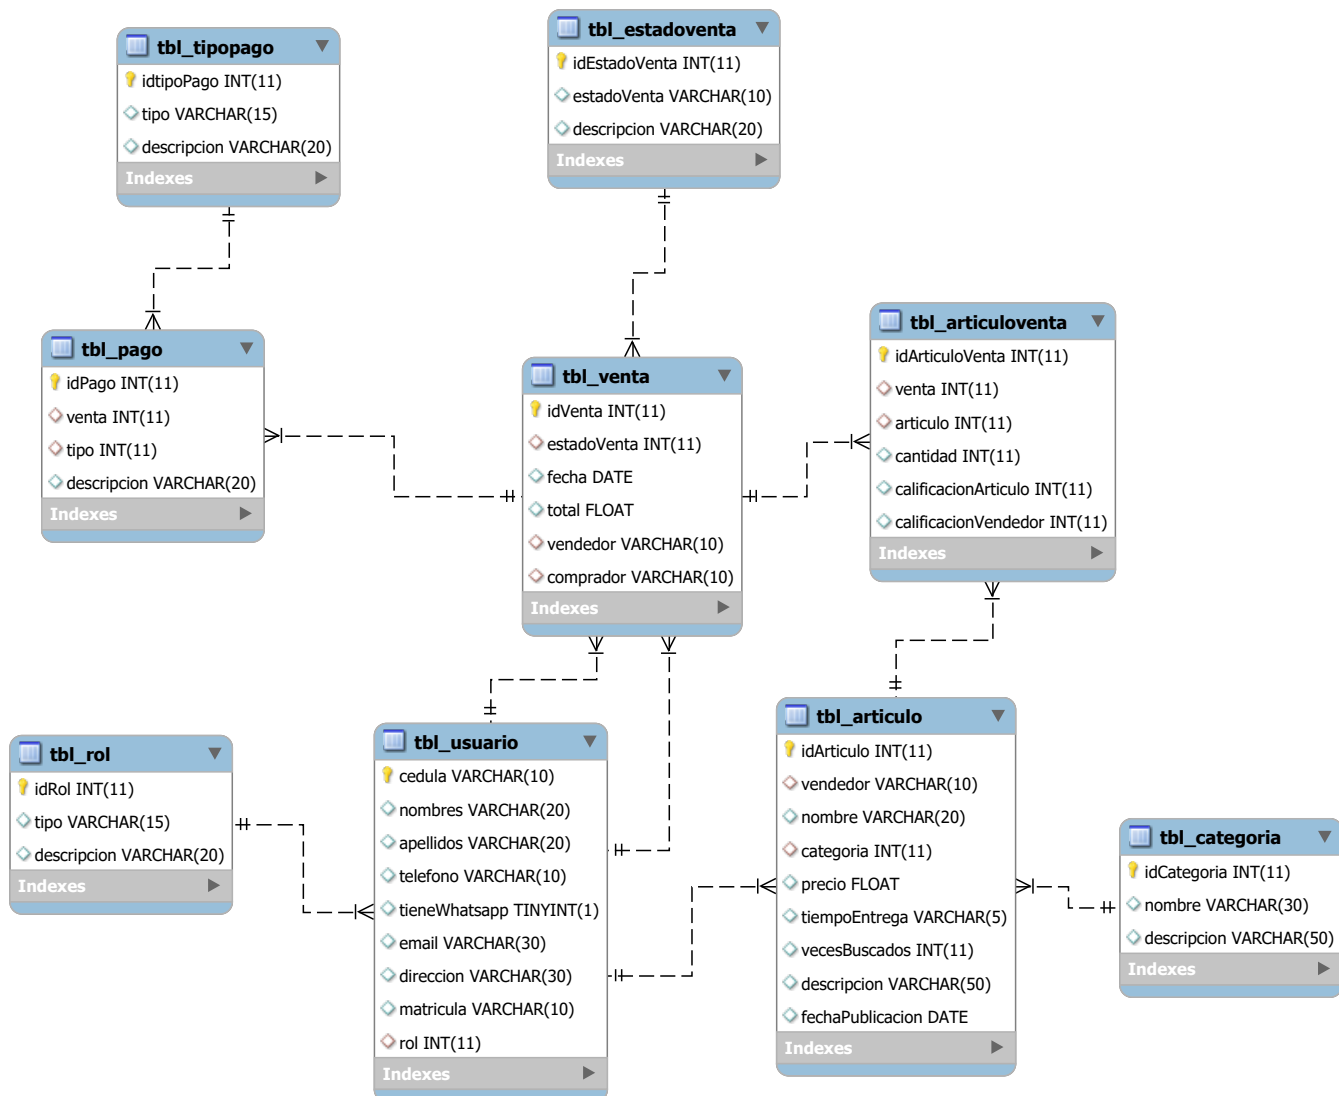 tbl_tipopago
idtipoPago INT(11)
tipo VARCHAR(15)
descripcion VARCHAR(20)
Indexes
tbl_estadoventa
idEstadoVenta INT(11)
estadoVenta VARCHAR(10)
descripcion VARCHAR(20)
Indexes
tbl_pago
idPago INT(11)
venta INT(11)
tipo INT(11)
descripcion VARCHAR(20)
Indexes
tbl_venta
idVenta INT(11)
estadoVenta INT(11)
fecha DATE
total FLOAT
vendedor VARCHAR(10)
comprador VARCHAR(10)
Indexes
tbl_articuloventa
idArticuloVenta INT(11)
venta INT(11)
articulo INT(11)
cantidad INT(11)
calificacionArticulo INT(11)
calificacionVendedor INT(11)
Indexes
tbl_rol
idRol INT(11)
tipo VARCHAR(15)
descripcion VARCHAR(20)
Indexes
tbl_usuario
cedula VARCHAR(10)
nombres VARCHAR(20)
apellidos VARCHAR(20)
telefono VARCHAR(10)
tieneWhatsapp TINYINT(1)
email VARCHAR(30)
direccion VARCHAR(30)
matricula VARCHAR(10)
rol INT(11)
Indexes
tbl_articulo
idArticulo INT(11)
vendedor VARCHAR(10)
nombre VARCHAR(20)
categoria INT(11)
precio FLOAT
tiempoEntrega VARCHAR(5)
vecesBuscados INT(11)
descripcion VARCHAR(50)
fechaPublicacion DATE
Indexes
tbl_categoria
idCategoria INT(11)
nombre VARCHAR(30)
descripcion VARCHAR(50)
Indexes